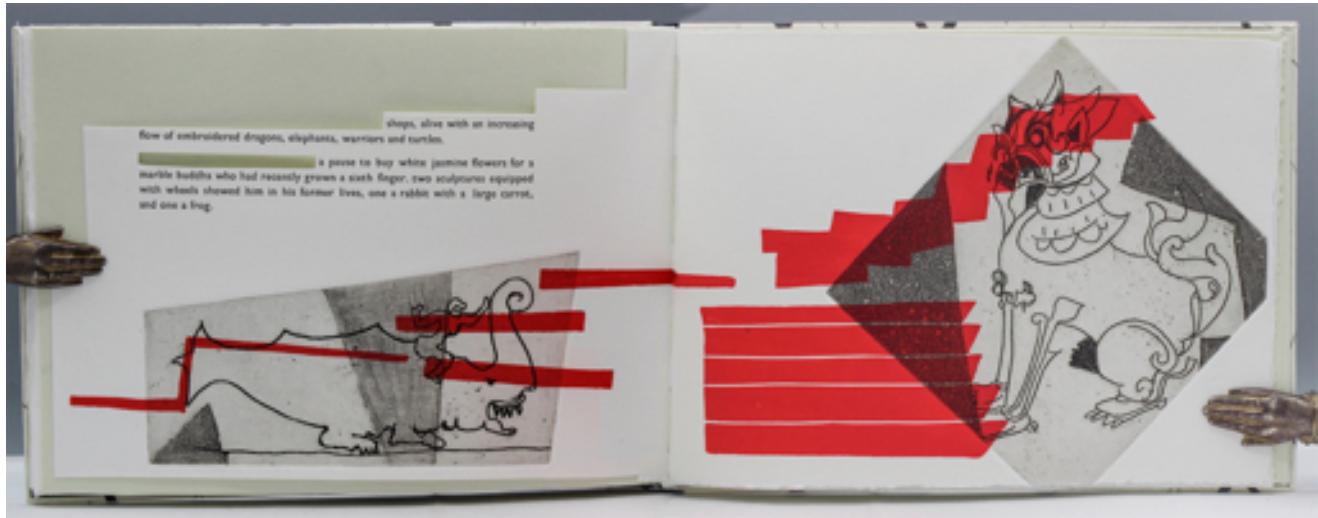 shops, alive with an increasing
flow of embroidered dragons, elephants, warriors and turtles.
a pause to buy white jasmine flowers for a
marble buddha who had recently grown a sixth finger. two sculptures equipped
with wheels showed him in his former lives, one a rabbit with a large carrot,
and one a frog.